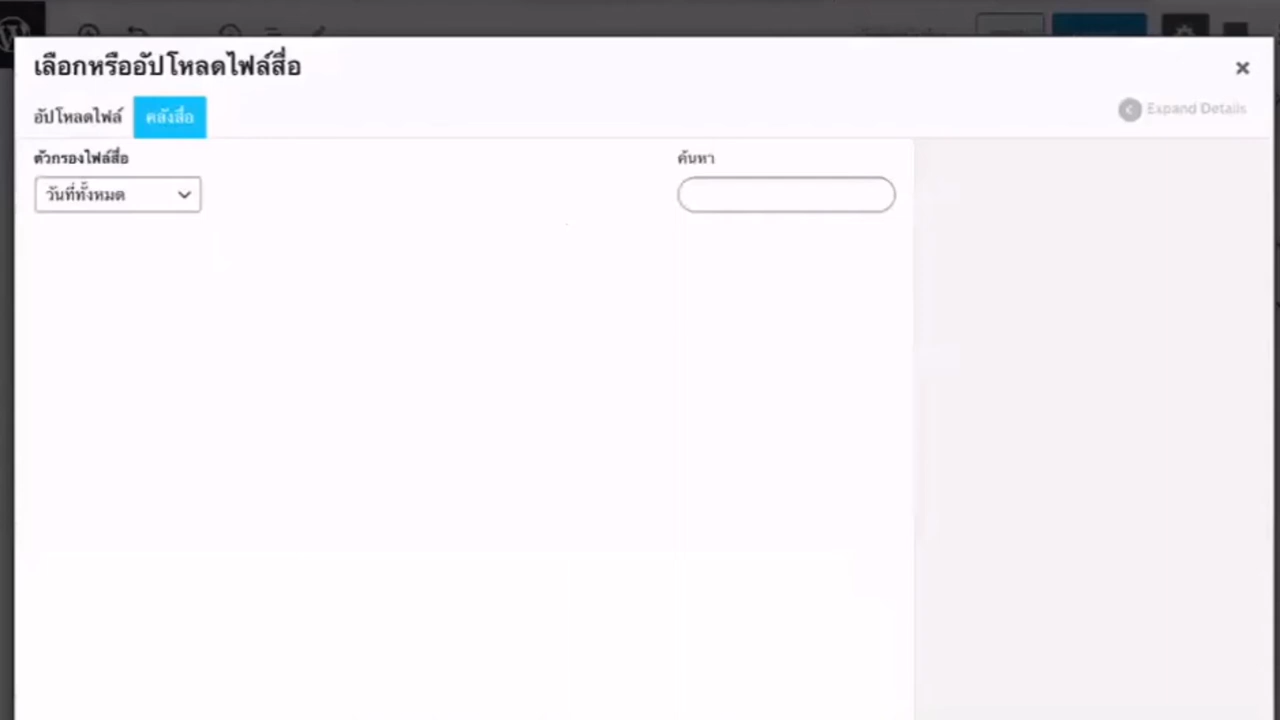 เลือกหรืออัปโหลดไฟล์สื่อ
อัปโหลดไฟล์ คลังสื่อ
Expand Details
ตัวกรองไฟล์สื่อ
ค้นหา
วันที่ทั้งหมด